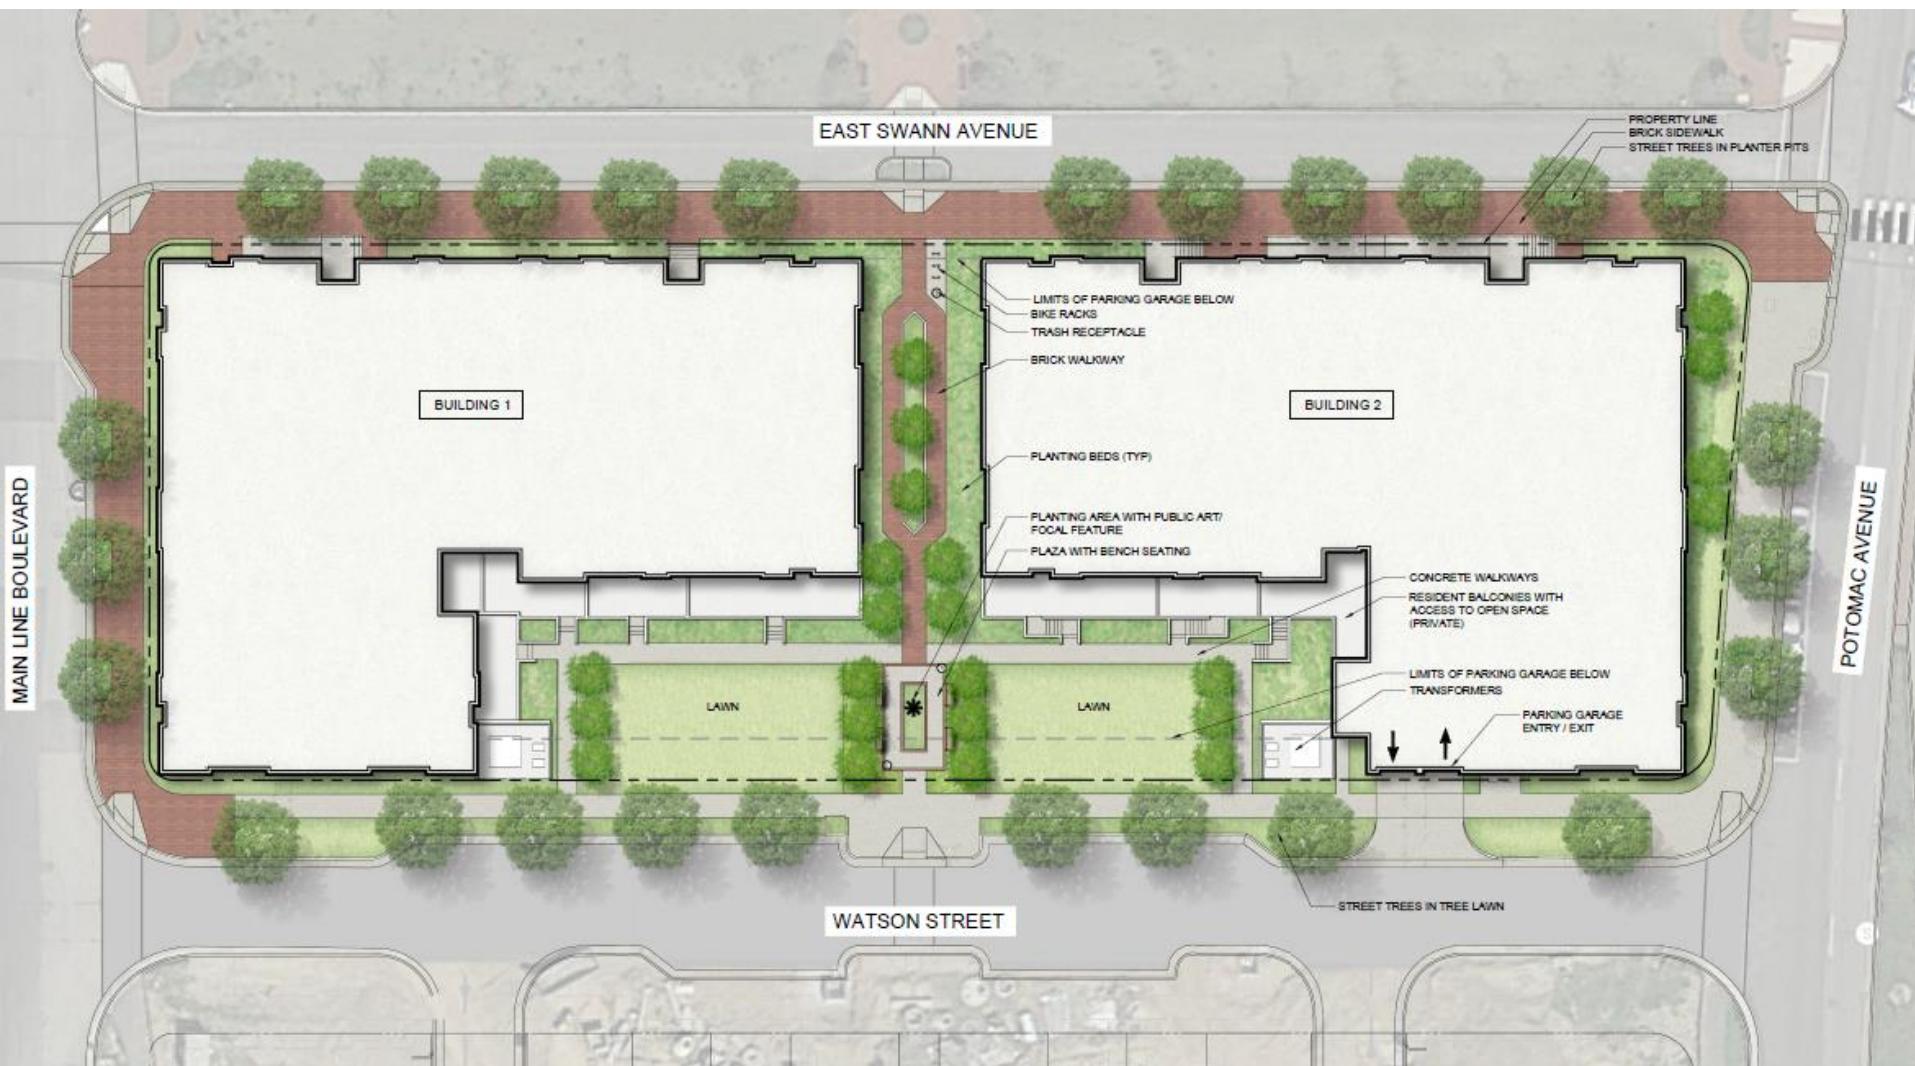 EAST SWANN AVENUE
PROPERTY LINE
BRICK SIDEWALK
STREET TREES IN PLANTER PITS
LIMITS OF PARKING GARAGE BELOW
BIKE RACKS
TRASH RECEPTACLE
BRICK WALKWAY
BUILDING 1
BUILDING 2
PLANTING BEDS (TYP)
MAIN LINE BOULEVARD
POTOMAC AVENUE
PLANTING AREA WITH PUBLIC ART/
FOCAL FEATURE
PLAZA WITH BENCH SEATING
CONCRETE WALKWAYS
RESIDENT BALCONIES WITH
ACCESS TO OPEN SPACE
(PRIVATE)
LIMITS OF PARKING GARAGE BELOW
TRANSFORMERS
LAWN
LAWN
PARKING GARAGE
ENTRY / EXIT
STREET TREES IN TREE LAWN
WATSON STREET